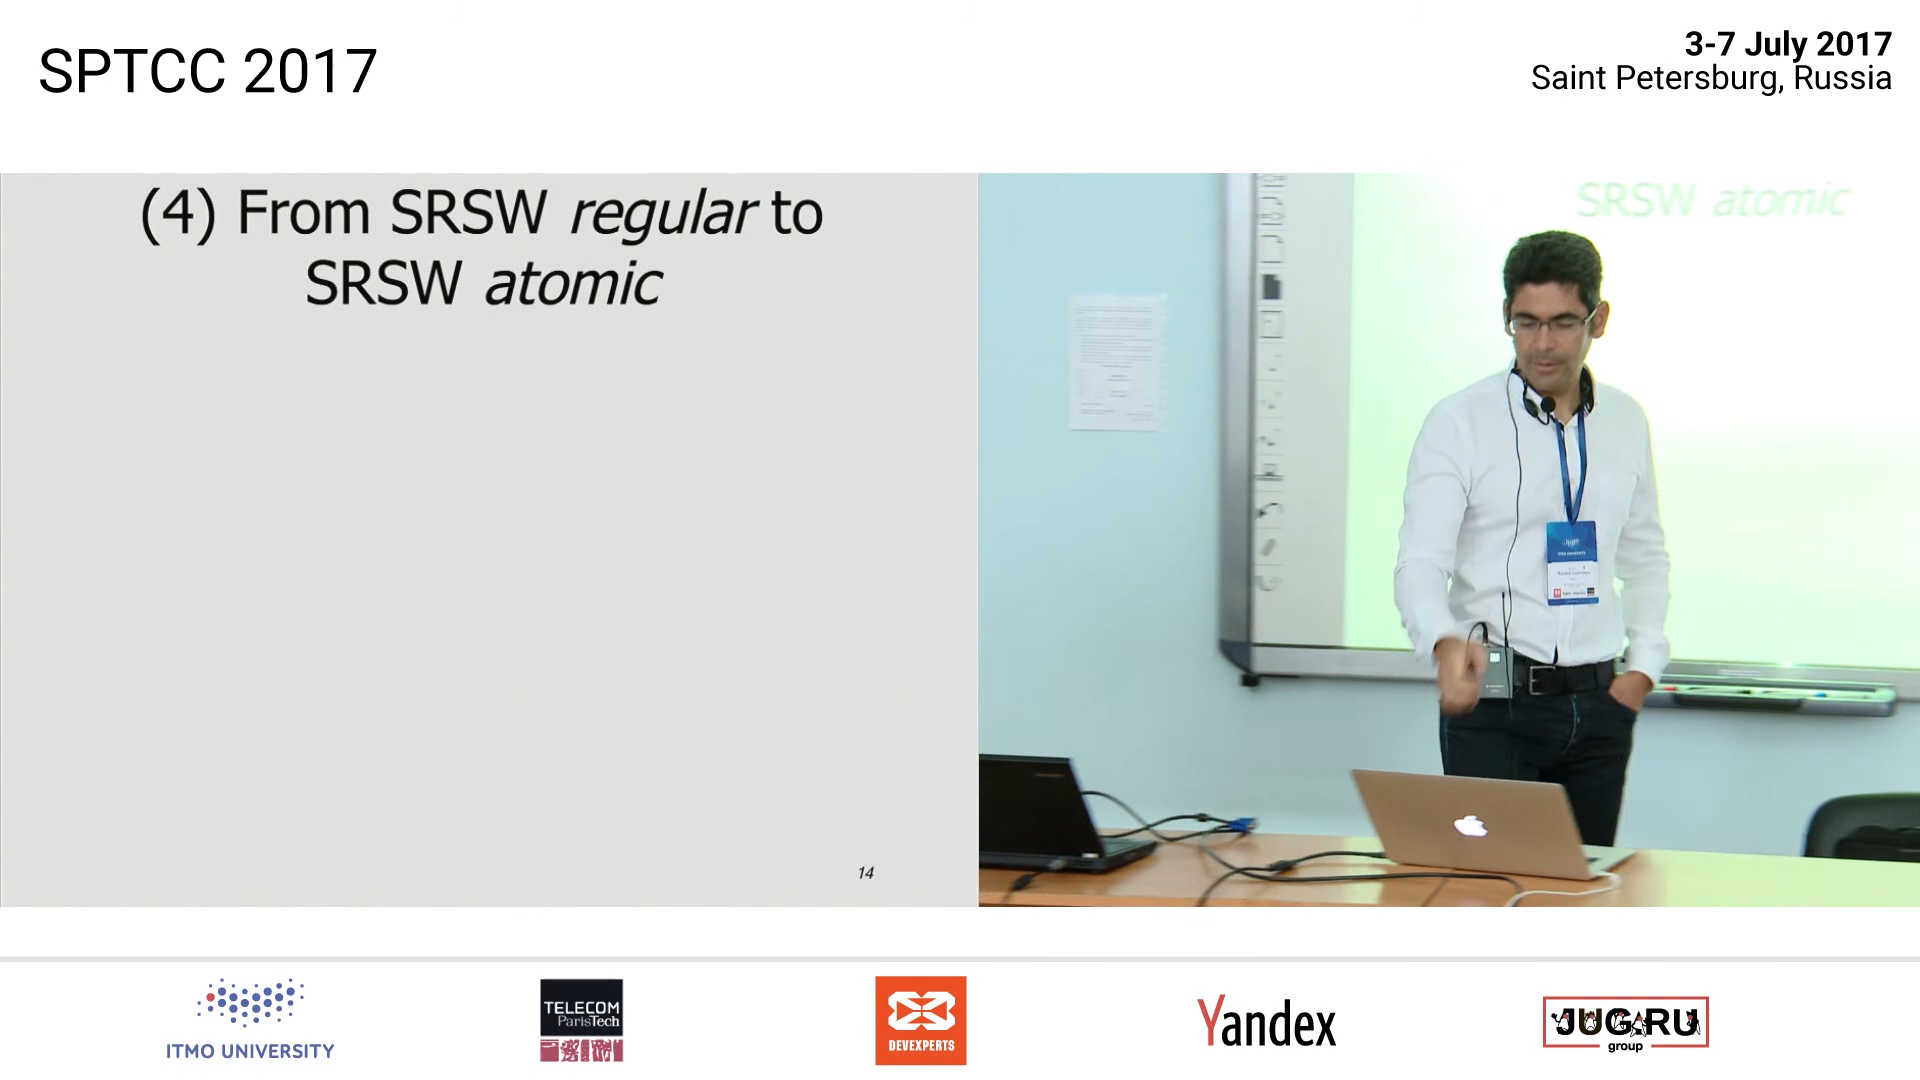 SPTCC 2017
3-7 July 2017
Saint Petersburg, Russia
(4) From SRSW regular to
SRSW atomic
14
SRSW atomic
ITMO UNIVERSITY
TELECOM
ParisTech
DEVEXPERTS
Yandex
JUG.RU
group